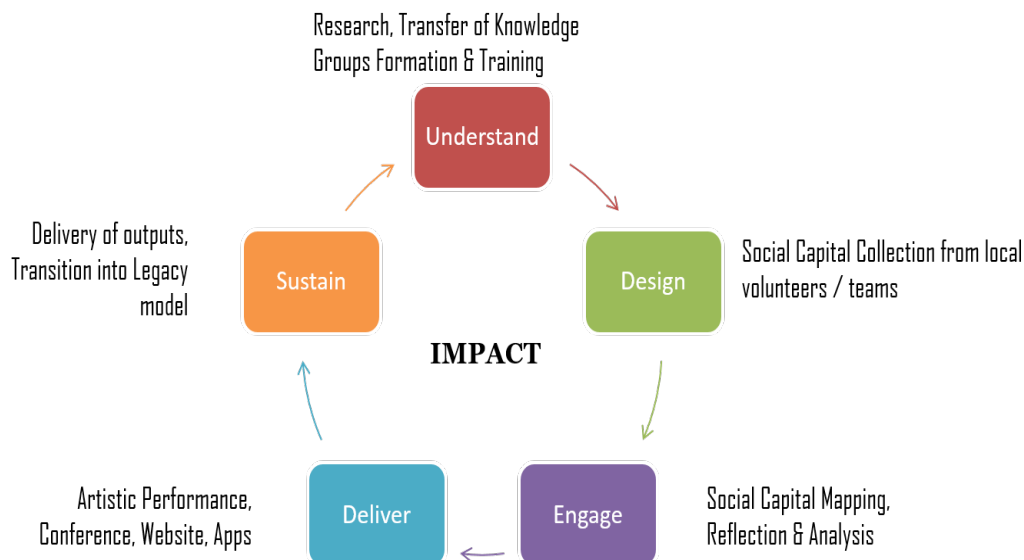 Research, Transfer of Knowledge
Groups Formation & Training
Understand
Delivery of outputs,
Transition into Legacy
model
Sustain
Design
Social Capital Collection from local
volunteers / teams
IMPACT
Artistic Performance,
Conference, Website, Apps
Deliver
Engage
Social Capital Mapping,
Reflection & Analysis